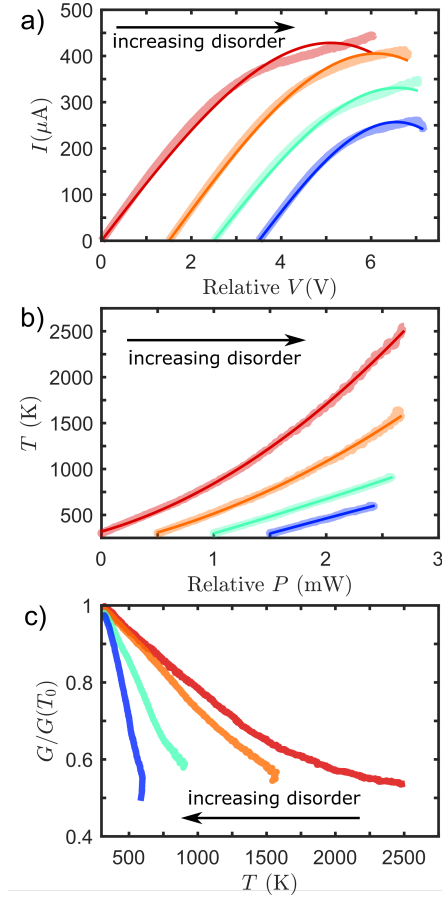 a)
500
400
300
200
100
0
I(μA)
increasing disorder
0 2 4 6
Relative V(V)
b)
2500
2000
1500
1000
500
T (K)
increasing disorder
0 1 2 3
Relative P (mW)
c)
1
0.8
0.6
0.4
G/G(T₀)
increasing disorder
500 1000 1500 2000 2500
T (K)